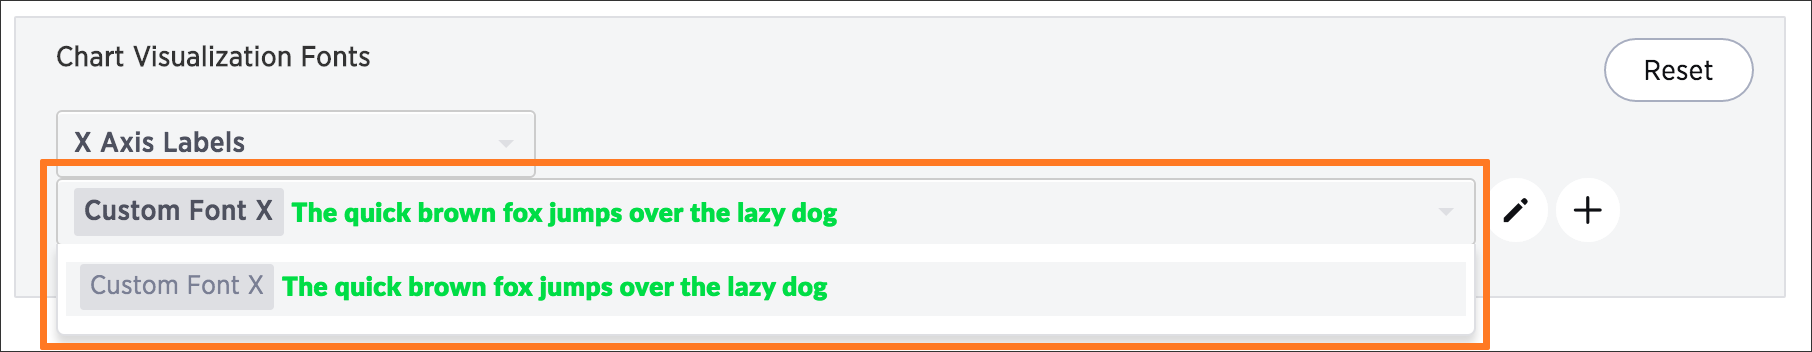 Chart Visualization Fonts
Reset
X Axis Labels
Custom Font X The quick brown fox jumps over the lazy dog
Custom Font X The quick brown fox jumps over the lazy dog